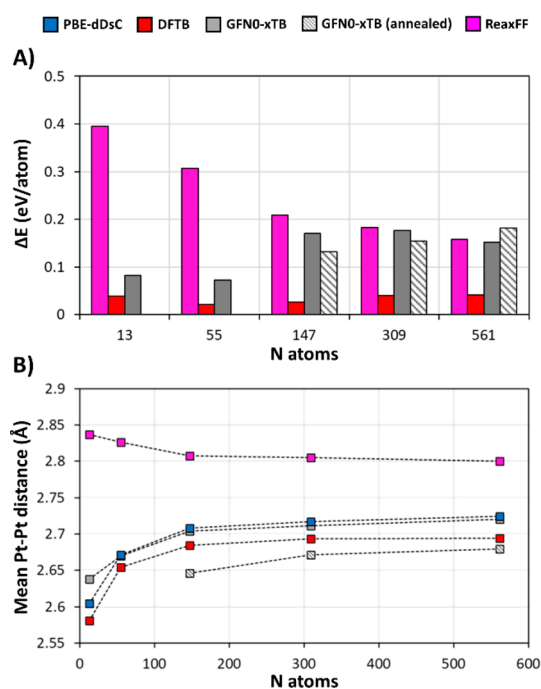 PBE-dDsC DFTB GFN0-xTB GFN0-xTB (annealed) ReaxFF
A)
ΔE (eV/atom)
0.5
0.4
0.3
0.2
0.1
0
13 55 147 309 561
N atoms
B)
Mean Pt-Pt distance (Å)
2.9
2.85
2.8
2.75
2.7
2.65
2.6
2.55
0 100 200 300 400 500 600
N atoms